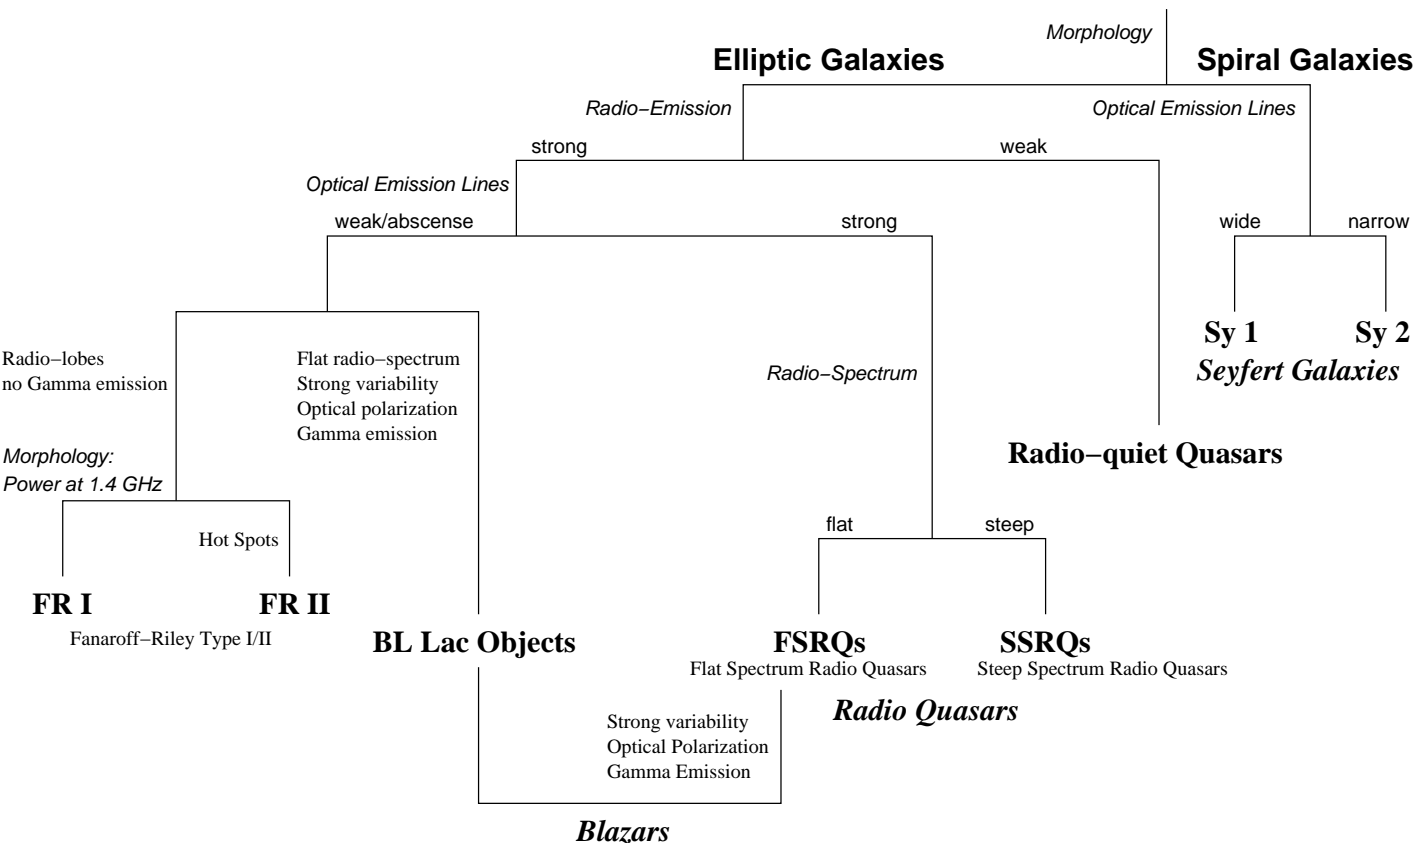 Morphology
Elliptic Galaxies
Spiral Galaxies
Radio−Emission
Optical Emission Lines
strong
weak
Optical Emission Lines
weak/abscense
strong
wide
narrow
Sy 1
Sy 2
Seyfert Galaxies
Radio−lobes
no Gamma emission
Flat radio−spectrum
Strong variability
Optical polarization
Gamma emission
Radio−Spectrum
Radio−quiet Quasars
Morphology:
Power at 1.4 GHz
Hot Spots
flat
steep
FR I
FR II
Fanaroff−Riley Type I/II
BL Lac Objects
FSRQs
Flat Spectrum Radio Quasars
SSRQs
Steep Spectrum Radio Quasars
Radio Quasars
Strong variability
Optical Polarization
Gamma Emission
Blazars